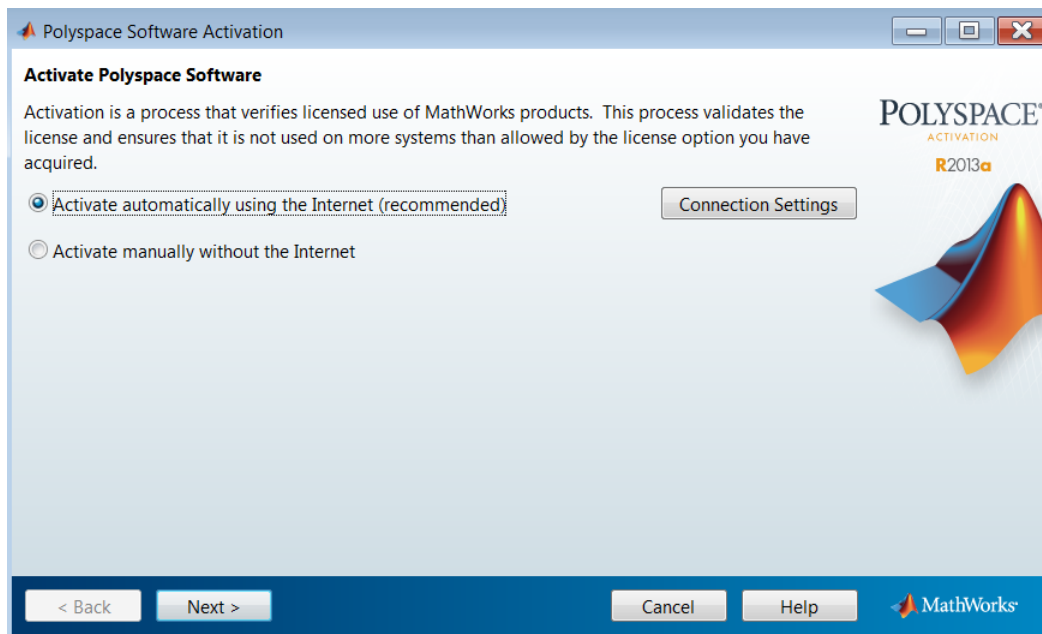 Polyspace Software Activation
Activate Polyspace Software
Activation is a process that verifies licensed use of MathWorks products. This process validates the
license and ensures that it is not used on more systems than allowed by the license option you have
acquired.
POLYSPACE®
ACTIVATION
R2013a
Activate automatically using the Internet (recommended)
Connection Settings
Activate manually without the Internet
< Back
Next >
Cancel
Help
MathWorks®